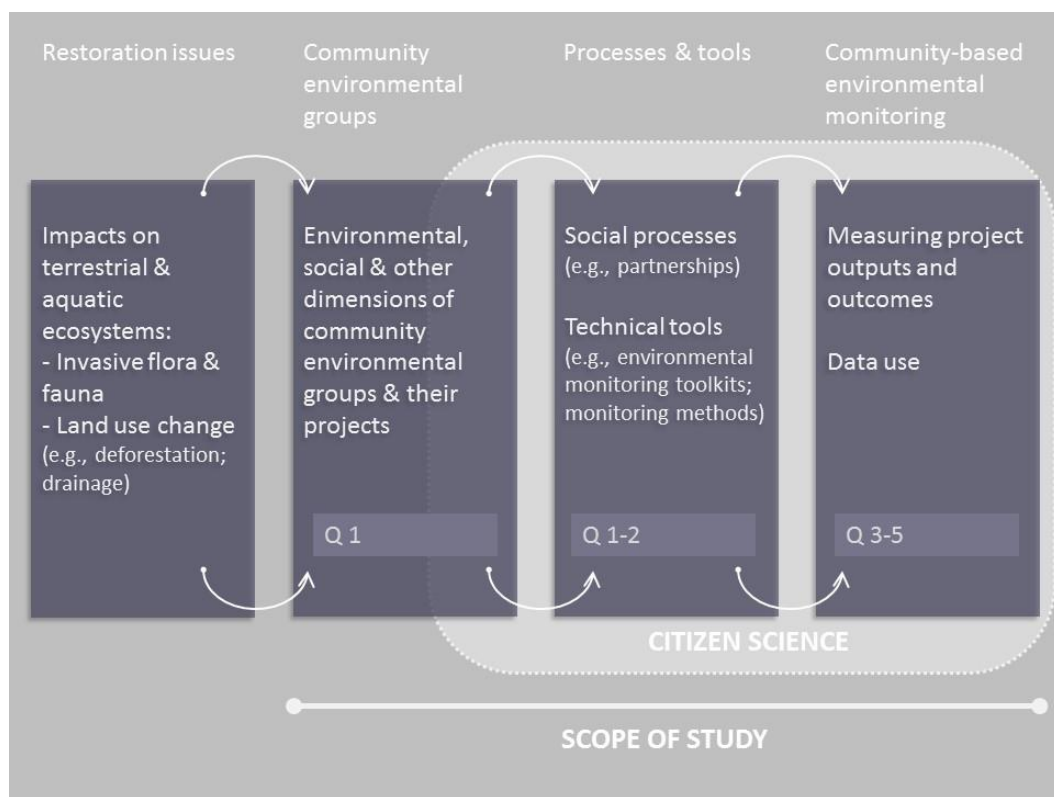 Restoration issues
Community
environmental
groups
Processes & tools
Community-based
environmental
monitoring
Impacts on
terrestrial &
aquatic
ecosystems:
- Invasive flora &
fauna
- Land use change
(e.g., deforestation;
drainage)
Environmental,
social & other
dimensions of
community
environmental
groups & their
projects
Q 1
Social processes
(e.g., partnerships)
Technical tools
(e.g., environmental
monitoring toolkits;
monitoring methods)
Q 1-2
Measuring project
outputs and
outcomes
Data use
Q 3-5
CITIZEN SCIENCE
SCOPE OF STUDY